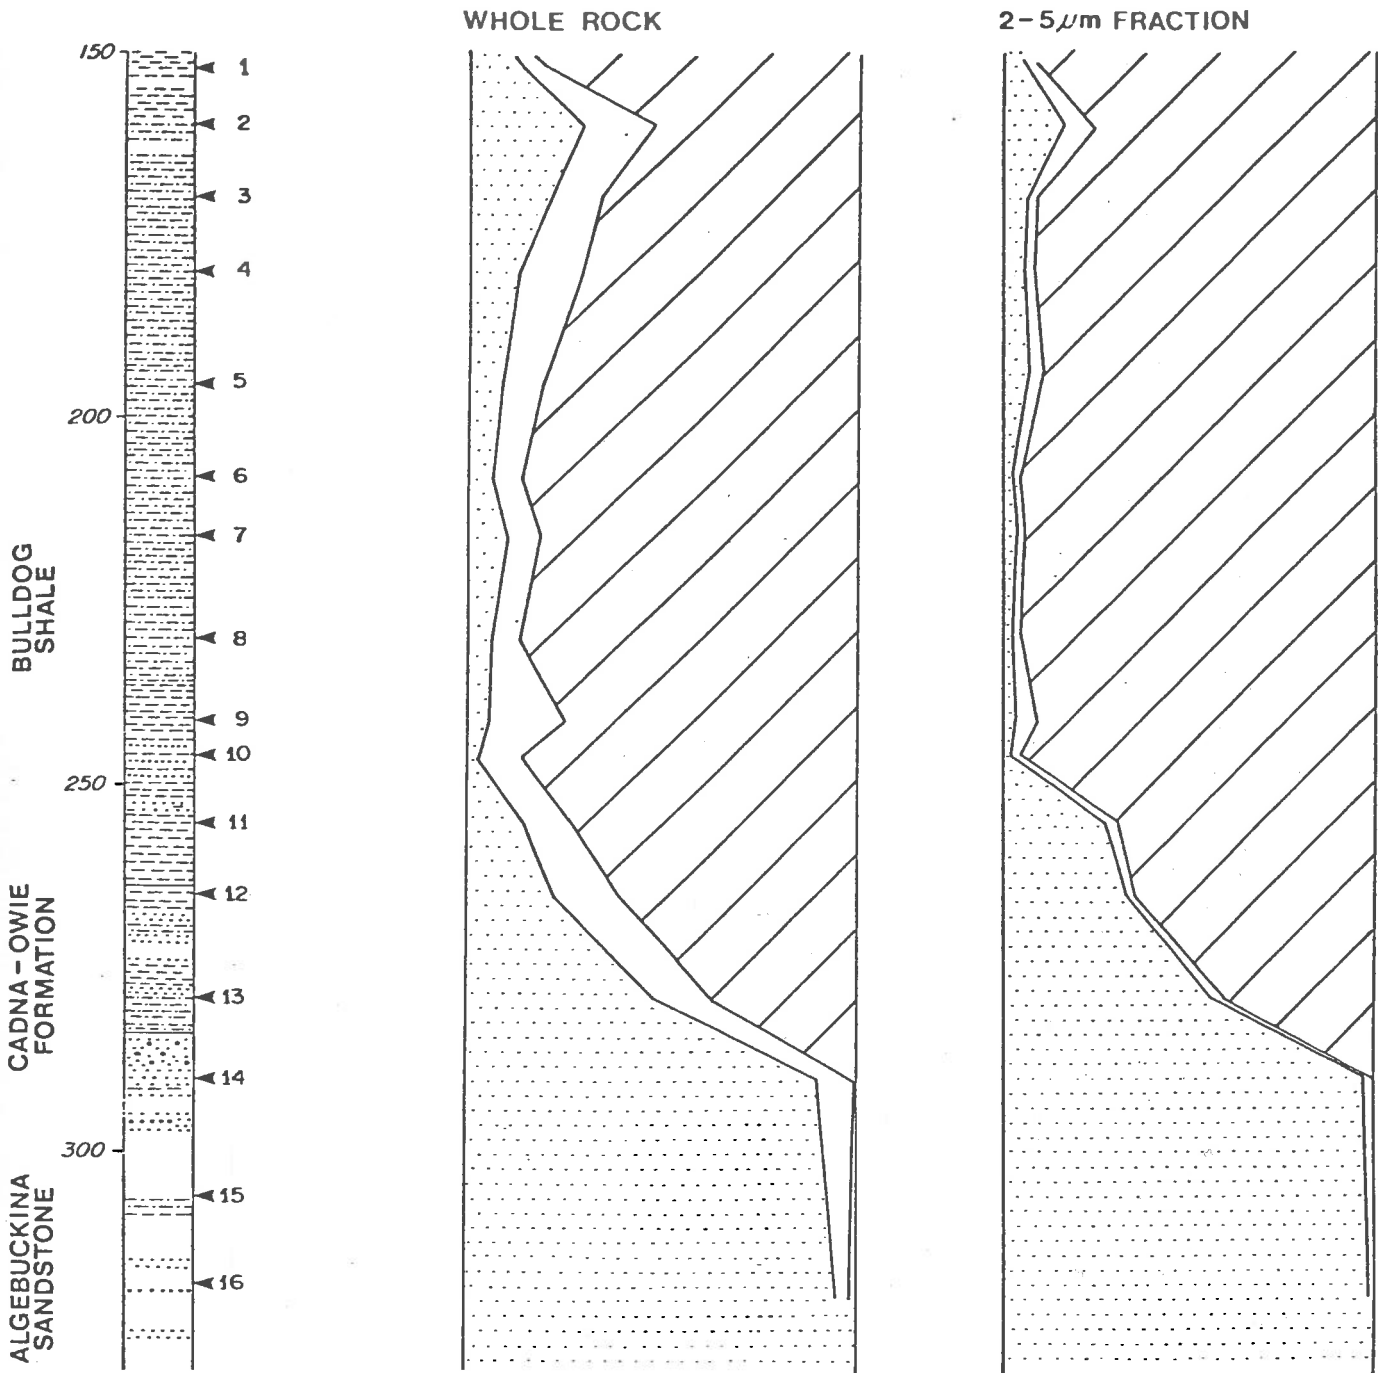 WHOLE ROCK
2-5μm FRACTION
150
1
2
3
4
5
200
6
7
8
9
10
250
11
12
13
14
300
15
16
BULLDOG
SHALE
CADNA-OWIE
FORMATION
ALGEBUCKINA
SANDSTONE